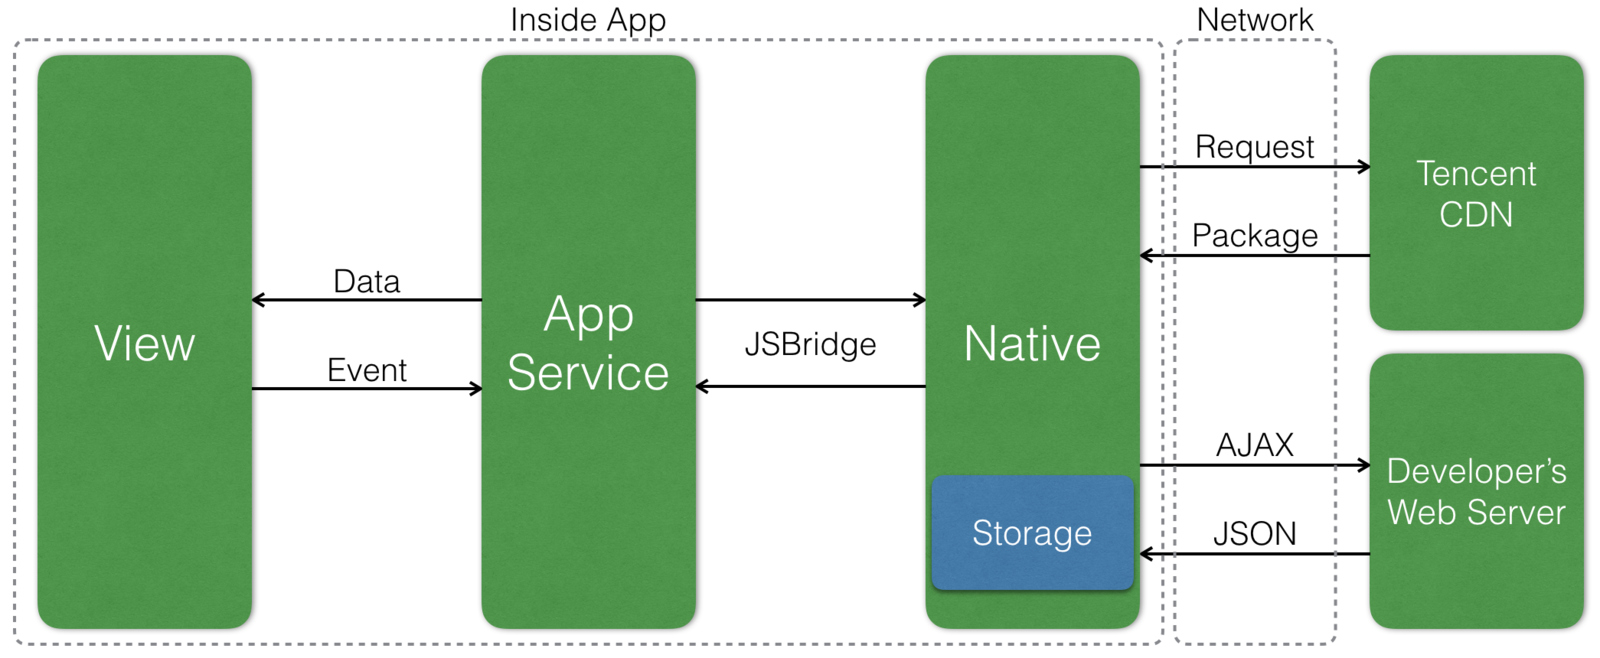 Inside App
Network
View
Data
Event
App
Service
JSBridge
Native
Storage
Request
Package
AJAX
JSON
Tencent
CDN
Developer’s
Web Server